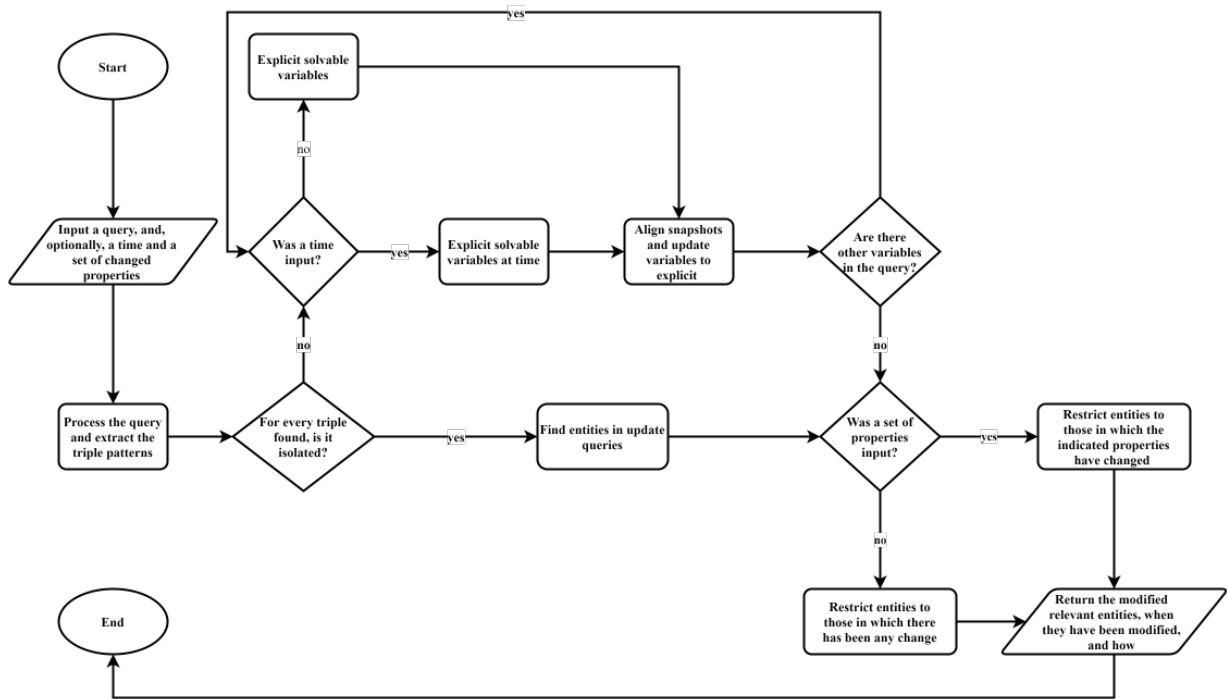 yes
Start
Explicit solvable
variables
no
Input a query, and,
optionally, a time and a
set of changed
properties
Was a time
input?
yes
Explicit solvable
variables at time
Align snapshots
and update
variables to
explicit
Are there
other variables
in the query?
no
no
Process the query
and extract the
triple patterns
For every triple
found, is it
isolated?
yes
Find entities in update
queries
Was a set of
properties
input?
yes
Restrict entities to
those in which the
indicated properties
have changed
no
End
Restrict entities to
those in which there
has been any change
Return the modified
relevant entities, when
they have been modified,
and how